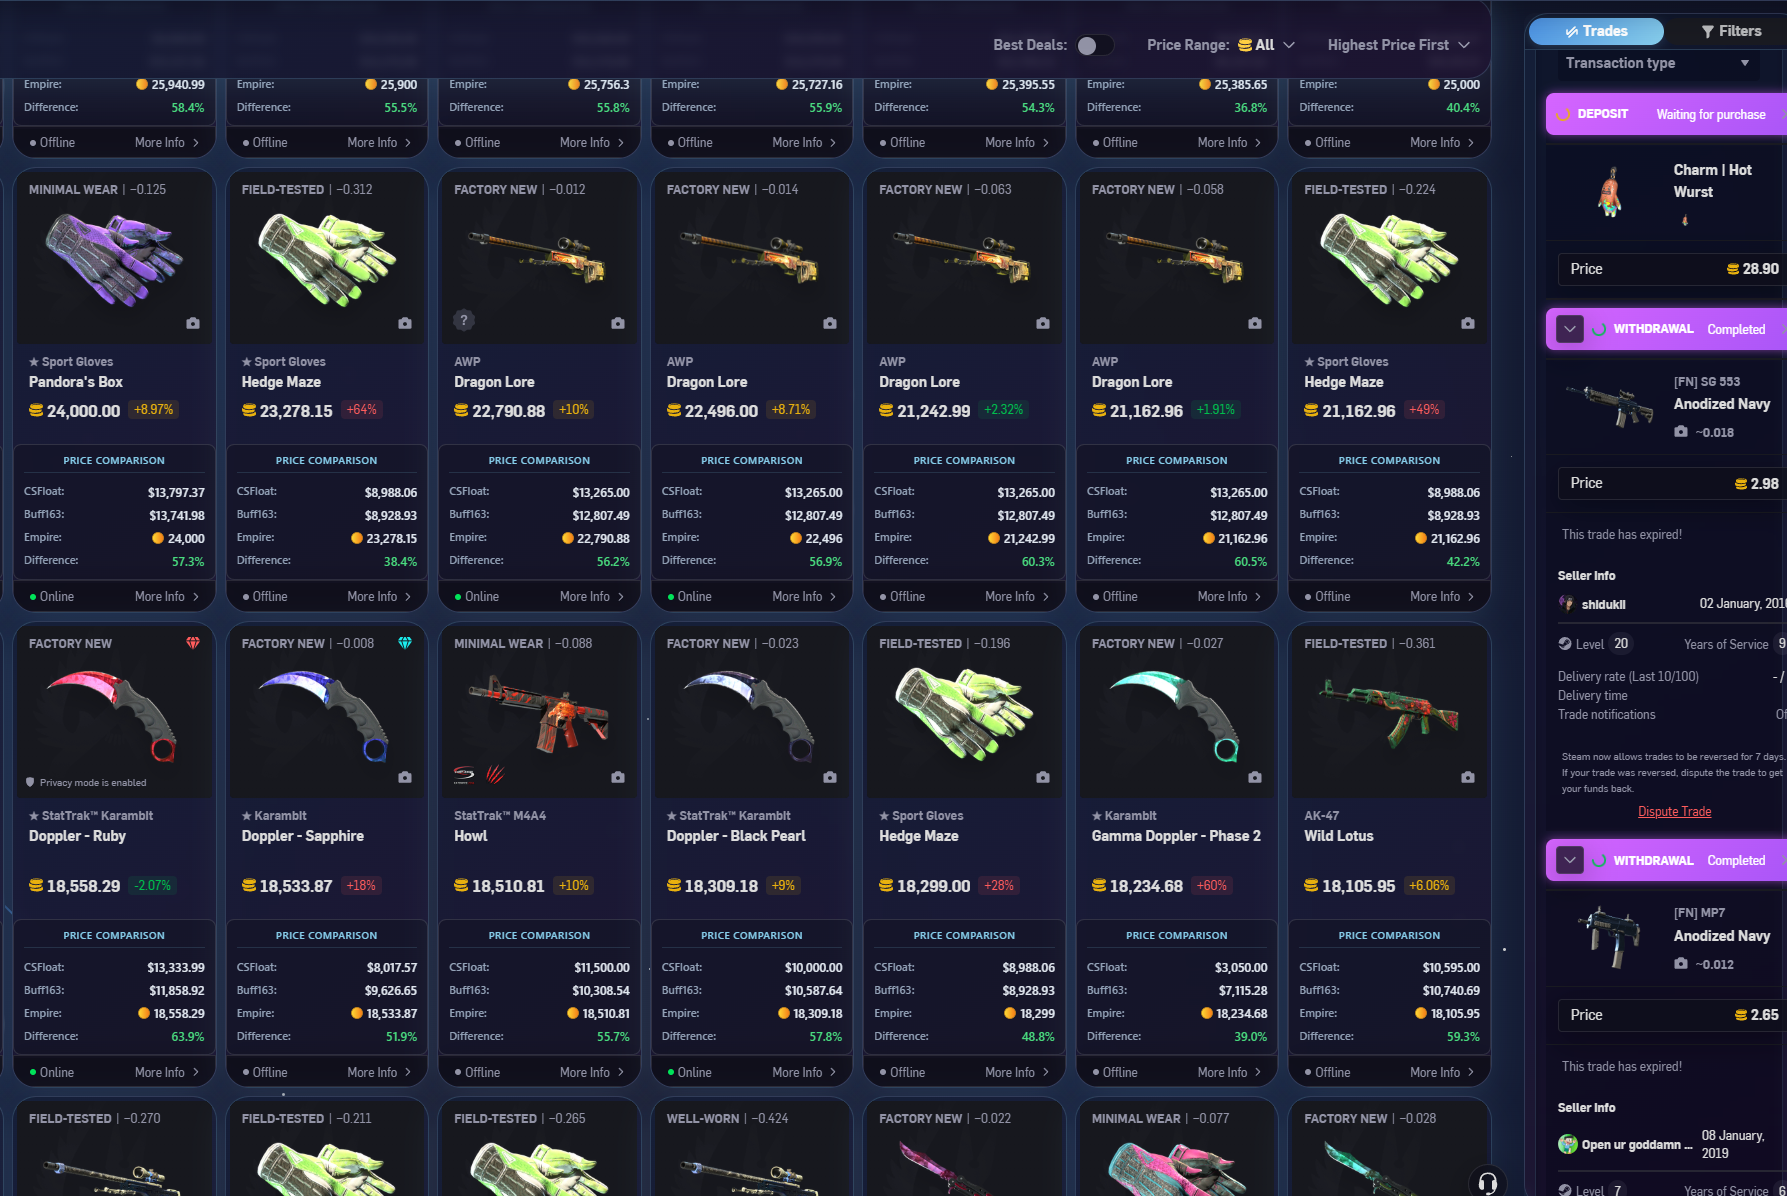 Best Deals:
Price Range: All
Highest Price First
Empire: 25,940.99
Difference: 58.4%
Offline More Info
Empire: 25,900
Difference: 55.5%
Offline More Info
Empire: 25,756.3
Difference: 55.8%
Offline More Info
Empire: 25,727.16
Difference: 55.9%
Offline More Info
Empire: 25,395.55
Difference: 54.3%
Offline More Info
Empire: 25,385.65
Difference: 36.8%
Offline More Info
Empire: 25,000
Difference: 40.4%
Offline More Info
MINIMAL WEAR | ~0.125
★ Sport Gloves
Pandora's Box
24,000.00 +8.97%
PRICE COMPARISON
CSFloat: $13,797.37
Buff163: $13,741.98
Empire: 24,000
Difference: 57.3%
Online More Info
FIELD-TESTED | ~0.312
★ Sport Gloves
Hedge Maze
23,278.15 +64%
PRICE COMPARISON
CSFloat: $8,988.06
Buff163: $8,928.93
Empire: 23,278.15
Difference: 38.4%
Offline More Info
FACTORY NEW | ~0.012
?
AWP
Dragon Lore
22,790.88 +10%
PRICE COMPARISON
CSFloat: $13,265.00
Buff163: $12,807.49
Empire: 22,790.88
Difference: 56.2%
Online More Info
FACTORY NEW | ~0.014
AWP
Dragon Lore
22,496.00 +8.71%
PRICE COMPARISON
CSFloat: $13,265.00
Buff163: $12,807.49
Empire: 22,496
Difference: 56.9%
Online More Info
FACTORY NEW | ~0.063
AWP
Dragon Lore
21,242.99 +2.32%
PRICE COMPARISON
CSFloat: $13,265.00
Buff163: $12,807.49
Empire: 21,242.99
Difference: 60.3%
Offline More Info
FACTORY NEW | ~0.058
AWP
Dragon Lore
21,162.96 +1.91%
PRICE COMPARISON
CSFloat: $13,265.00
Buff163: $12,807.49
Empire: 21,162.96
Difference: 60.5%
Offline More Info
FIELD-TESTED | ~0.224
★ Sport Gloves
Hedge Maze
21,162.96 +49%
PRICE COMPARISON
CSFloat: $8,988.06
Buff163: $8,928.93
Empire: 21,162.96
Difference: 42.2%
Offline More Info
FACTORY NEW
Privacy mode is enabled
★ StatTrak™ Karambit
Doppler - Ruby
18,558.29 -2.07%
PRICE COMPARISON
CSFloat: $13,333.99
Buff163: $11,858.92
Empire: 18,558.29
Difference: 63.9%
Online More Info
FACTORY NEW | ~0.008
★ Karambit
Doppler - Sapphire
18,533.87 +18%
PRICE COMPARISON
CSFloat: $8,017.57
Buff163: $9,626.65
Empire: 18,533.87
Difference: 51.9%
Offline More Info
MINIMAL WEAR | ~0.088
StatTrak™ M4A4
Howl
18,510.81 +10%
PRICE COMPARISON
CSFloat: $11,500.00
Buff163: $10,308.54
Empire: 18,510.81
Difference: 55.7%
Offline More Info
FACTORY NEW | ~0.023
★ StatTrak™ Karambit
Doppler - Black Pearl
18,309.18 +9%
PRICE COMPARISON
CSFloat: $10,000.00
Buff163: $10,587.64
Empire: 18,309.18
Difference: 57.8%
Online More Info
FIELD-TESTED | ~0.196
★ Sport Gloves
Hedge Maze
18,299.00 +28%
PRICE COMPARISON
CSFloat: $8,988.06
Buff163: $8,928.93
Empire: 18,299
Difference: 48.8%
Offline More Info
FACTORY NEW | ~0.027
★ Karambit
Gamma Doppler - Phase 2
18,234.68 +60%
PRICE COMPARISON
CSFloat: $3,050.00
Buff163: $7,115.28
Empire: 18,234.68
Difference: 39.0%
Offline More Info
FIELD-TESTED | ~0.361
AK-47
Wild Lotus
18,105.95 +6.06%
PRICE COMPARISON
CSFloat: $10,595.00
Buff163: $10,740.69
Empire: 18,105.95
Difference: 59.3%
Offline More Info
FIELD-TESTED | ~0.270
FIELD-TESTED | ~0.211
FIELD-TESTED | ~0.265
WELL-WORN | ~0.424
FACTORY NEW | ~0.022
MINIMAL WEAR | ~0.077
FACTORY NEW | ~0.028
Trades
Filters
Transaction type
DEPOSIT Waiting for purchase
Charm | Hot
Wurst
Price 28.90
WITHDRAWAL Completed
[FN] SG 553
Anodized Navy
~0.018
Price 2.98
This trade has expired!
Seller Info
shidukii 02 January, 201
Level 20 Years of Service 9
Delivery rate (Last 10/100) - /
Delivery time
Trade notifications Of
Steam now allows trades to be reversed for 7 days.
If your trade was reversed, dispute the trade to get
your funds back.
Dispute Trade
WITHDRAWAL Completed
[FN] MP7
Anodized Navy
~0.012
Price 2.65
This trade has expired!
Seller Info
Open ur goddamn ... 08 January,
2019
Level 7 Years of Service 6